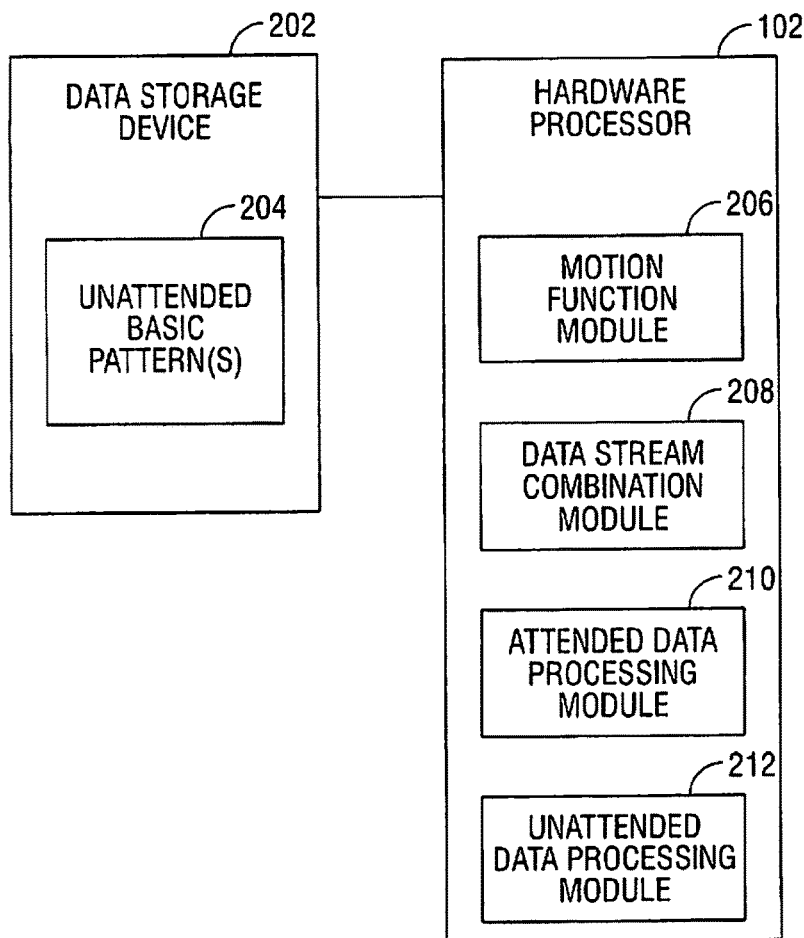 202
DATA STORAGE
DEVICE
204
UNATTENDED
BASIC
PATTERN(S)
102
HARDWARE
PROCESSOR
206
MOTION
FUNCTION
MODULE
208
DATA STREAM
COMBINATION
MODULE
210
ATTENDED DATA
PROCESSING
MODULE
212
UNATTENDED
DATA PROCESSING
MODULE